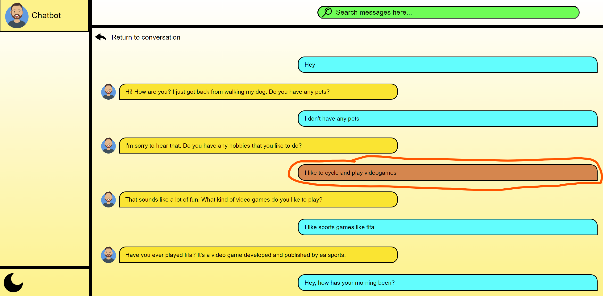 Chatbot
Search messages here...
Return to conversation
Hey
Hi! How are you? I just got back from walking my dog. Do you have any pets?
I don't have any pets
I'm sorry to hear that. Do you have any hobbies that you like to do?
I like to cycle and play videogames
That sounds like a lot of fun. What kind of video games do you like to play?
I like sports games like fifa
Have you ever played fifa? It's a video game developed and published by ea sports.
Hey, how has your morning been?